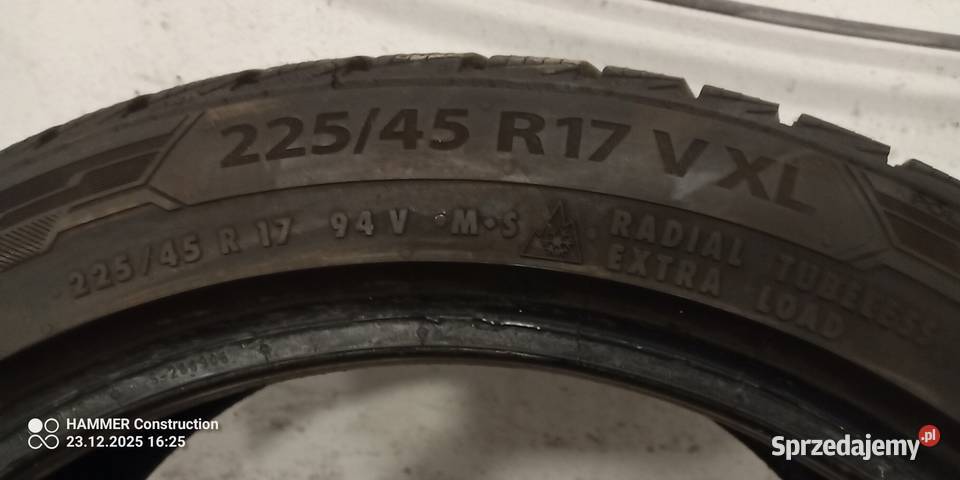 225/45 R17 V XL
225/45 R 17 94 V M·S RADIAL TUBELESS
EXTRA LOAD
HAMMER Construction
23.12.2025 16:25
Sprzedajemy.pl